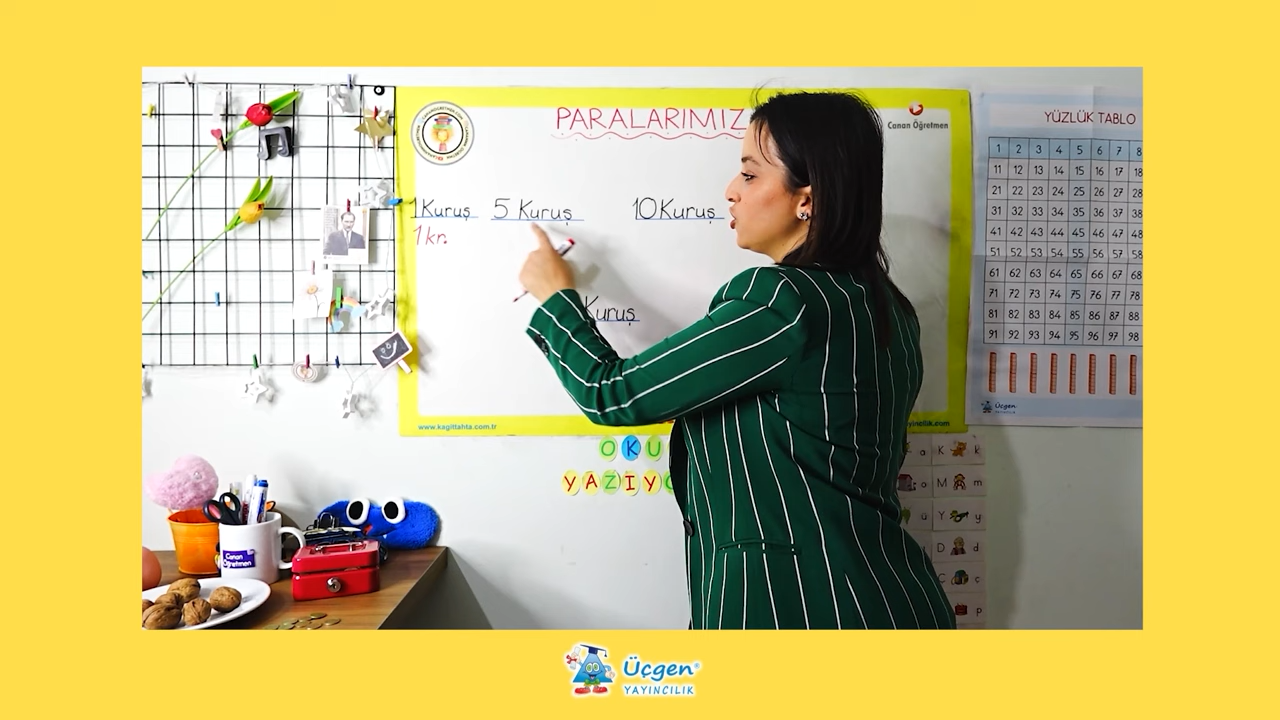 PARALARIMIZ
Canan Öğretmen
1 Kuruş 5 Kuruş 10 Kuruş
1 kr.
Kuruş
www.kagittahta.com.tr
yincilik.com
YÜZLÜK TABLO
1 2 3 4 5 6 7 8
11 12 13 14 15 16 17 18
21 22 23 24 25 26 27 28
31 32 33 34 35 36 37 38
41 42 43 44 45 46 47 48
51 52 53 54 55 56 57 58
61 62 63 64 65 66 67 68
71 72 73 74 75 76 77 78
81 82 83 84 85 86 87 88
91 92 93 94 95 96 97 98
Üçgen
YAYINCILIK
OKU
YAZIYO
a K k
o M m
ü Y y
D d
Ç ç
p
Canan
Öğretmen
Üçgen®
YAYINCILIK